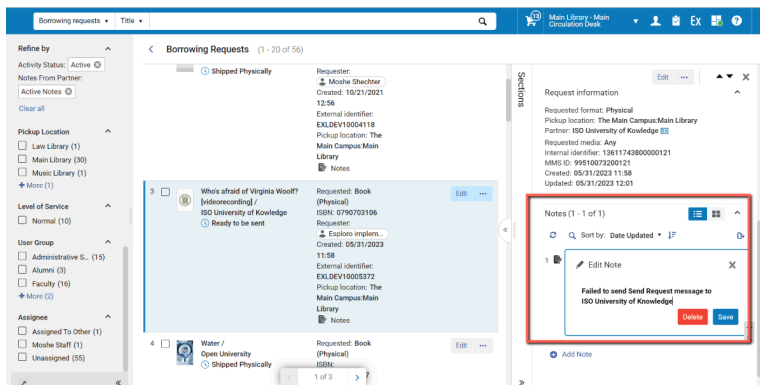 Borrowing requests ▾ Title ▾
13
Main Library - Main
Circulation Desk
Ex
Refine by
Activity Status: Active
Notes From Partner:
Active Notes
Clear all
Pickup Location
Law Library (1)
Main Library (30)
Music Library (1)
+ More (1)
Level of Service
Normal (10)
User Group
Administrative S... (15)
Alumni (3)
Faculty (16)
+ More (2)
Assignee
Assigned To Other (1)
Moshe Staff (1)
Unassigned (55)
Borrowing Requests (1 - 20 of 56)
Shipped Physically
Requester:
Moshe Shechter
Created: 10/21/2021
12:56
External identifier:
EXLDEV10004118
Pickup location: The
Main Campus:Main
Library
Notes
3
Who's afraid of Virginia Woolf?
[videorecording] /
ISO University of Kowledge
Ready to be sent
Requested: Book
(Physical)
ISBN: 0790703106
Requester:
Esploro implem...
Created: 05/31/2023
11:58
External identifier:
EXLDEV10005372
Pickup location: The
Main Campus:Main
Library
Notes
Edit
4
Water /
Open University
Shipped Physically
Requested: Book
(Physical)
ISBN:
Edit
1 of 3
7
Sections
Edit
Request information
Requested format: Physical
Pickup location: The Main Campus:Main Library
Partner: ISO University of Kowledge
Requested media: Any
Internal identifier: 13611743800000121
MMS ID: 99510073200121
Created: 05/31/2023 11:58
Updated: 05/31/2023 12:01
Notes (1 - 1 of 1)
Sort by: Date Updated
1
Edit Note
Failed to send Send Request message to
ISO University of Knowledge
Delete Save
Add Note